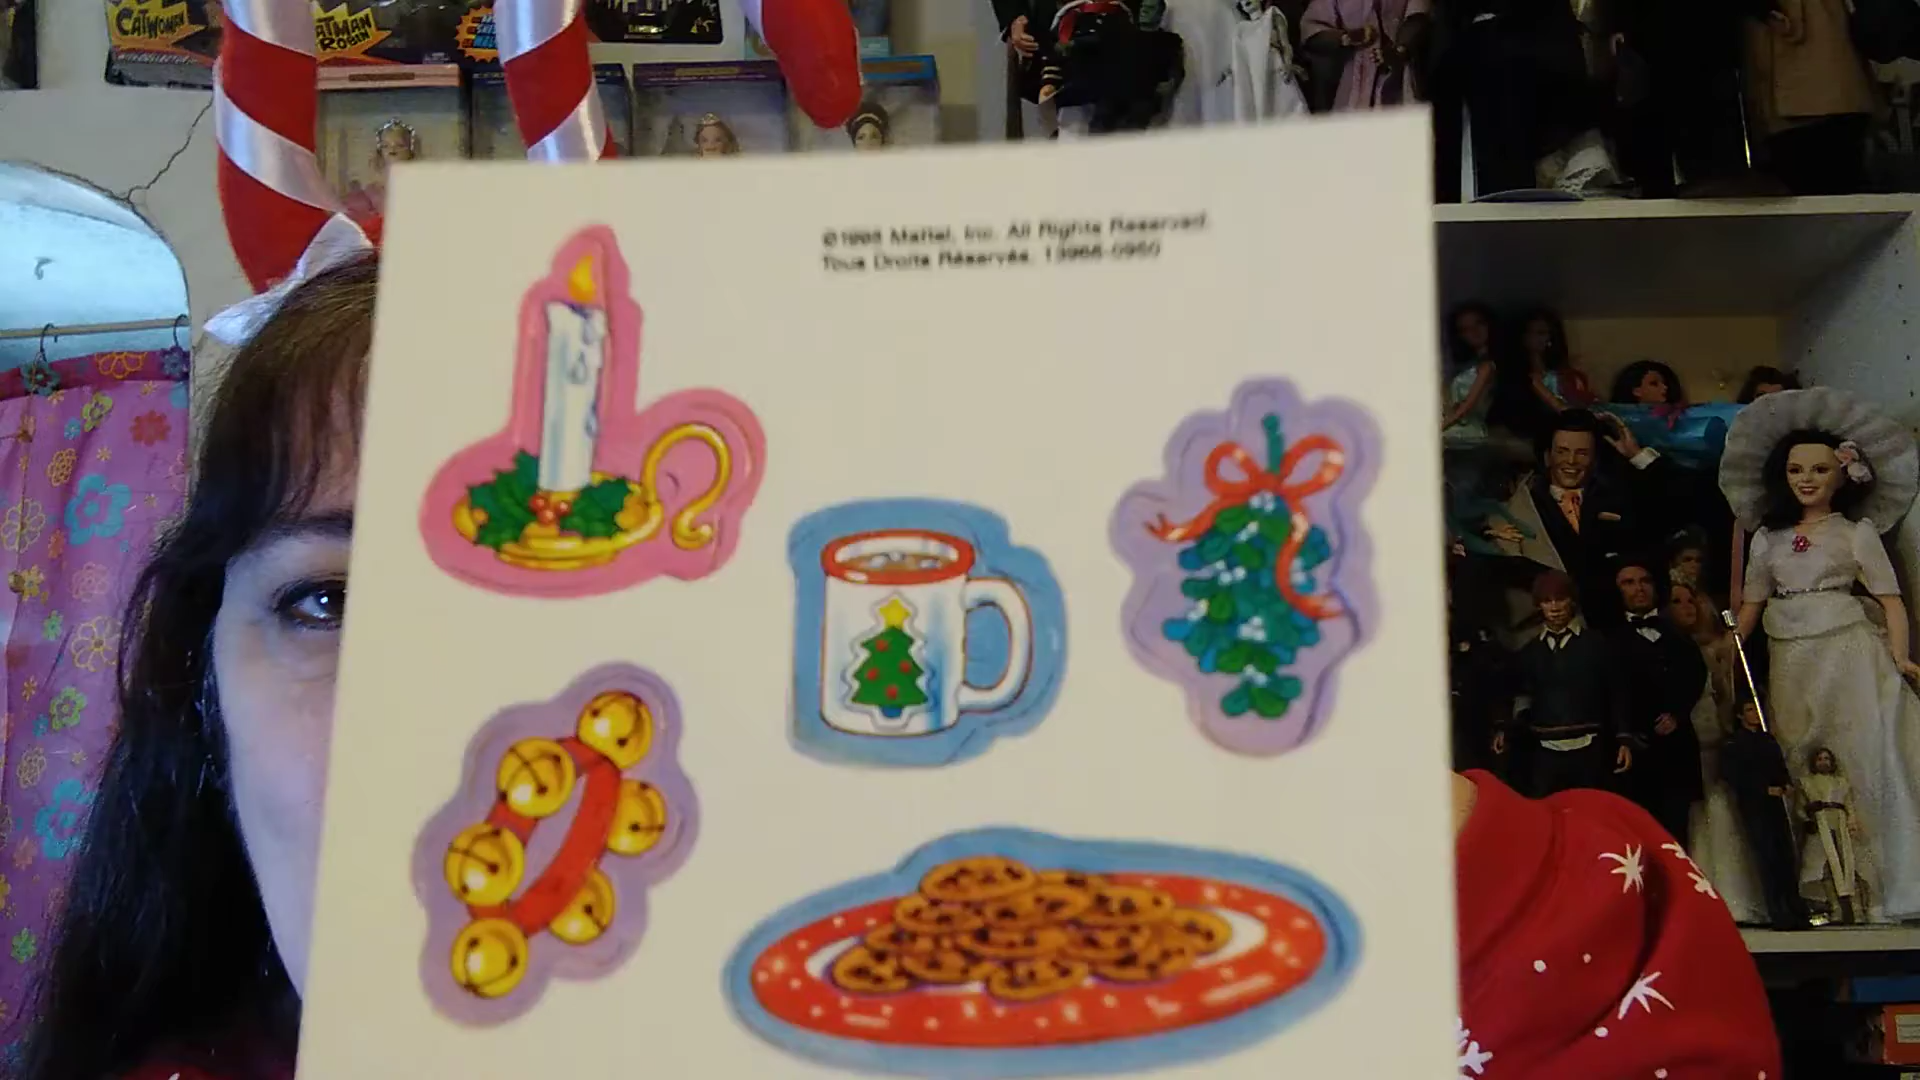 CATWOMAN
BATMAN
ROBIN
©1995 Mattel, Inc. All Rights Reserved.
Tous Droits Réservés. 13966-0950